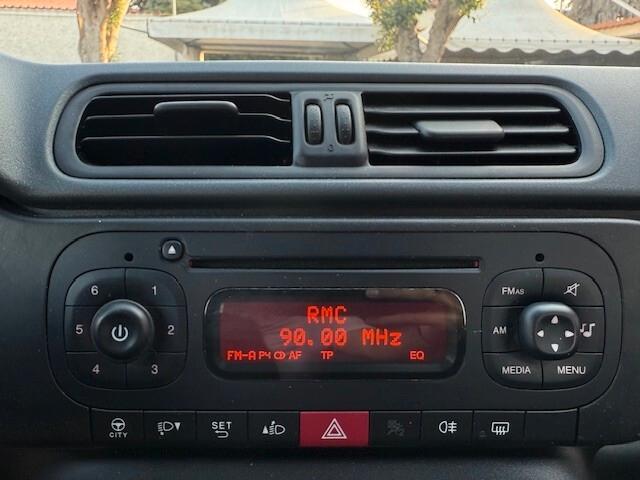 6 1
5 2
4 3
RMC
90.00 MHz
FM-A P4 AF TP EQ
FMAS
AM
MEDIA MENU
CITY SET